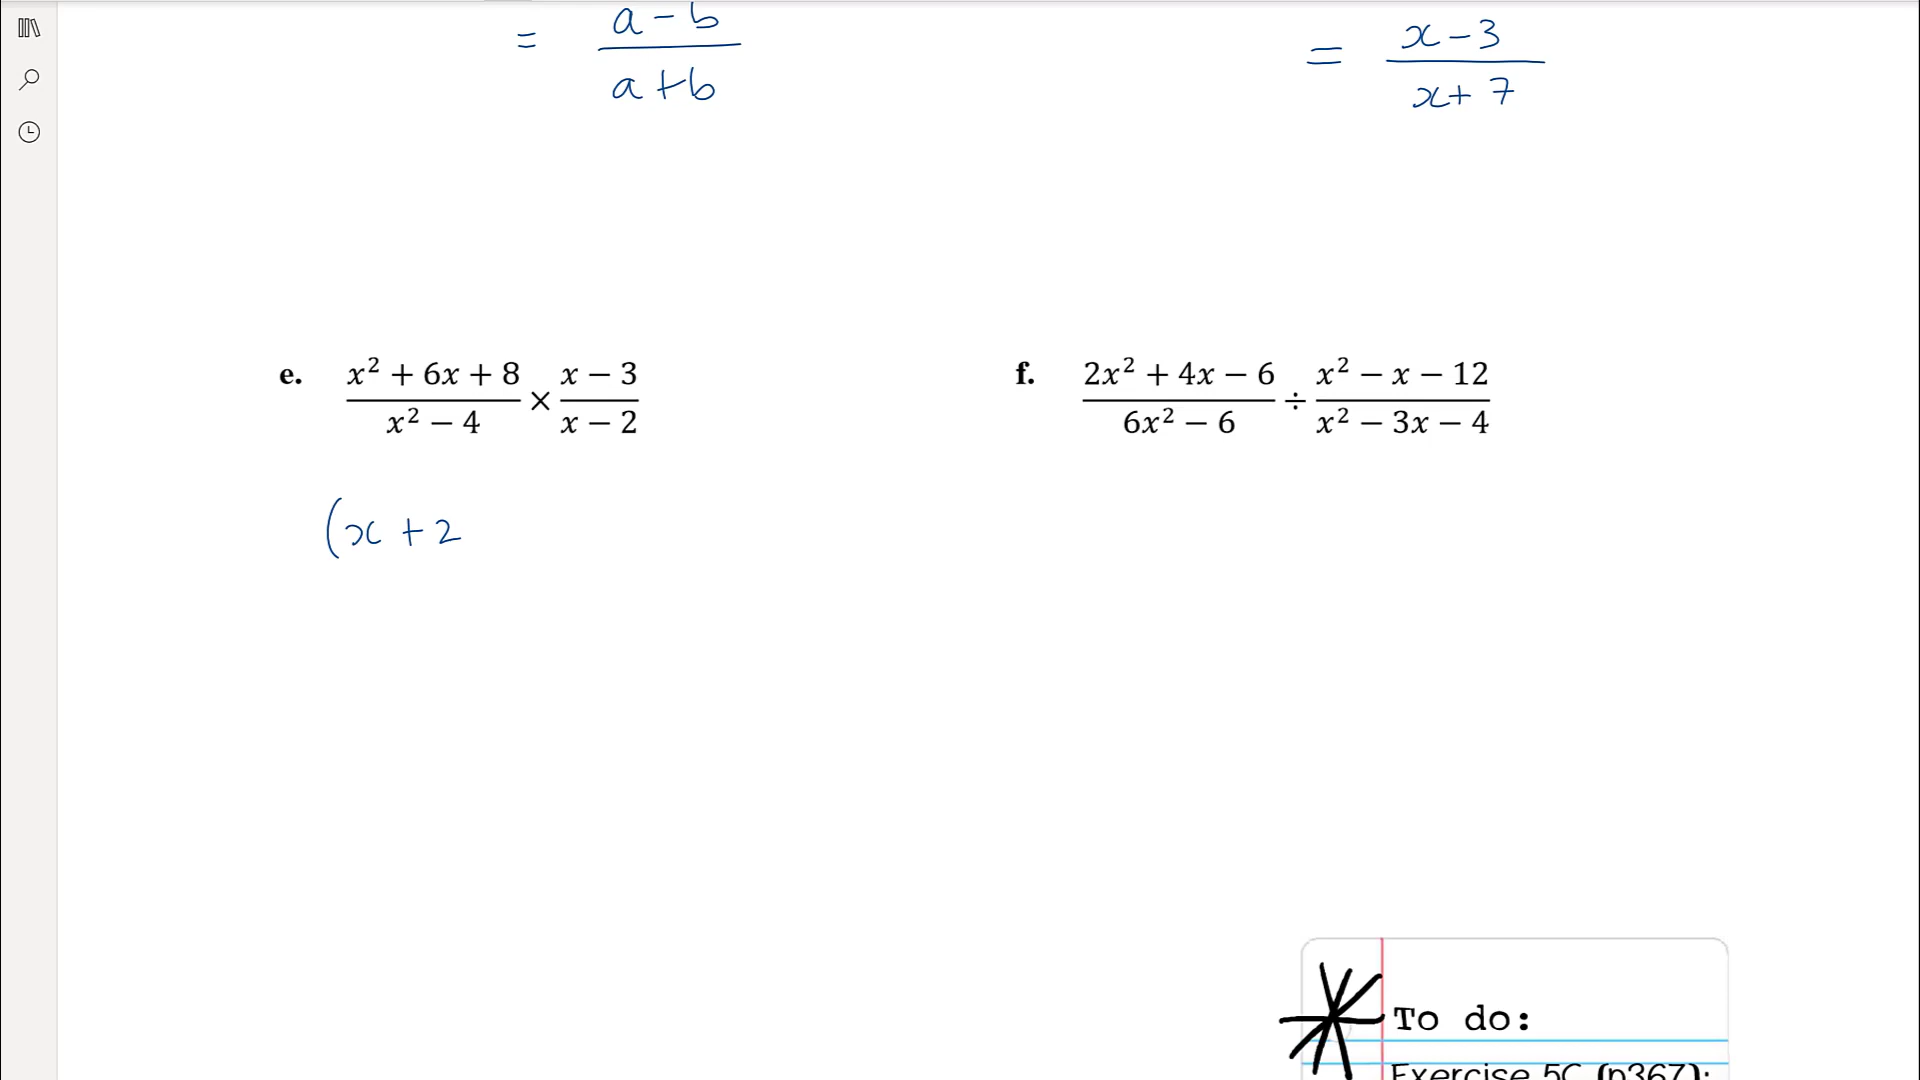 = a - b / a + b
= x - 3 / x + 7
e. x² + 6x + 8 / x² − 4 × x − 3 / x − 2
f. 2x² + 4x − 6 / 6x² − 6 ÷ x² − x − 12 / x² − 3x − 4
(x + 2
To do:
Exercise 5C (p367):